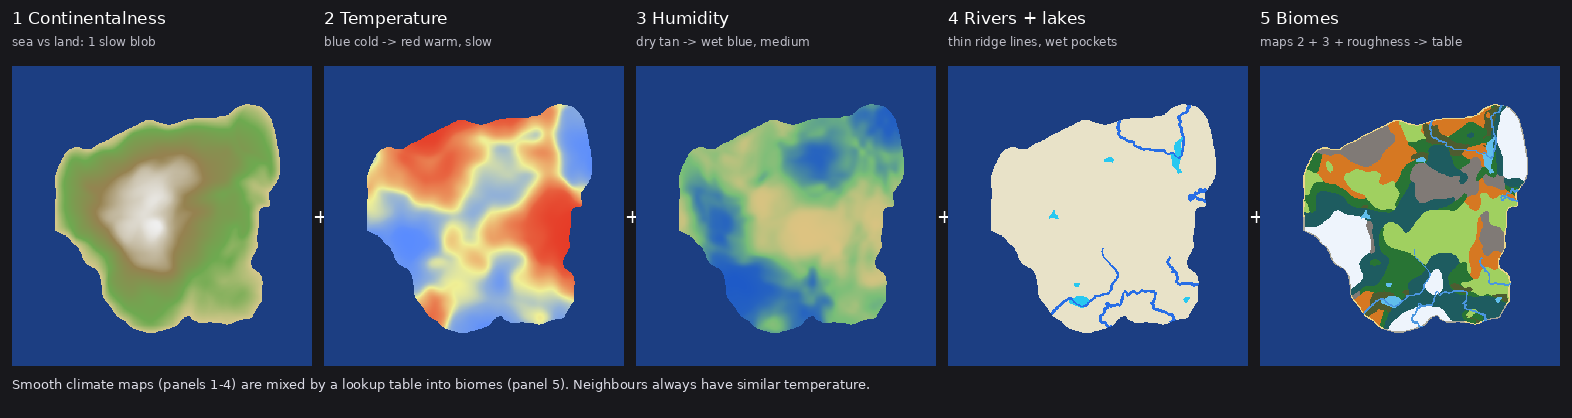 1 Continentalness
sea vs land: 1 slow blob
2 Temperature
blue cold -> red warm, slow
3 Humidity
dry tan -> wet blue, medium
4 Rivers + lakes
thin ridge lines, wet pockets
5 Biomes
maps 2 + 3 + roughness -> table
+
+
+
+
Smooth climate maps (panels 1-4) are mixed by a lookup table into biomes (panel 5). Neighbours always have similar temperature.